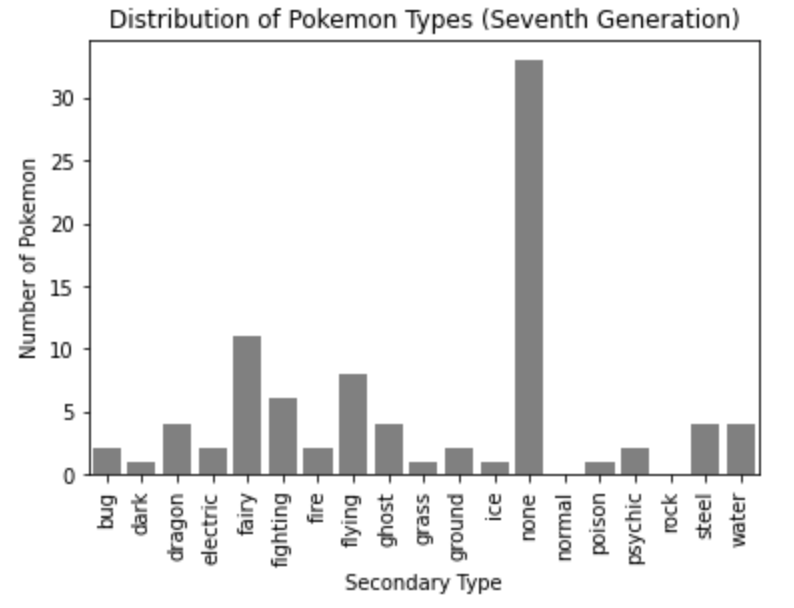 Distribution of Pokemon Types (Seventh Generation)
Number of Pokemon
30
25
20
15
10
5
0
bug
dark
dragon
electric
fairy
fighting
fire
flying
ghost
grass
ground
ice
none
normal
poison
psychic
rock
steel
water
Secondary Type